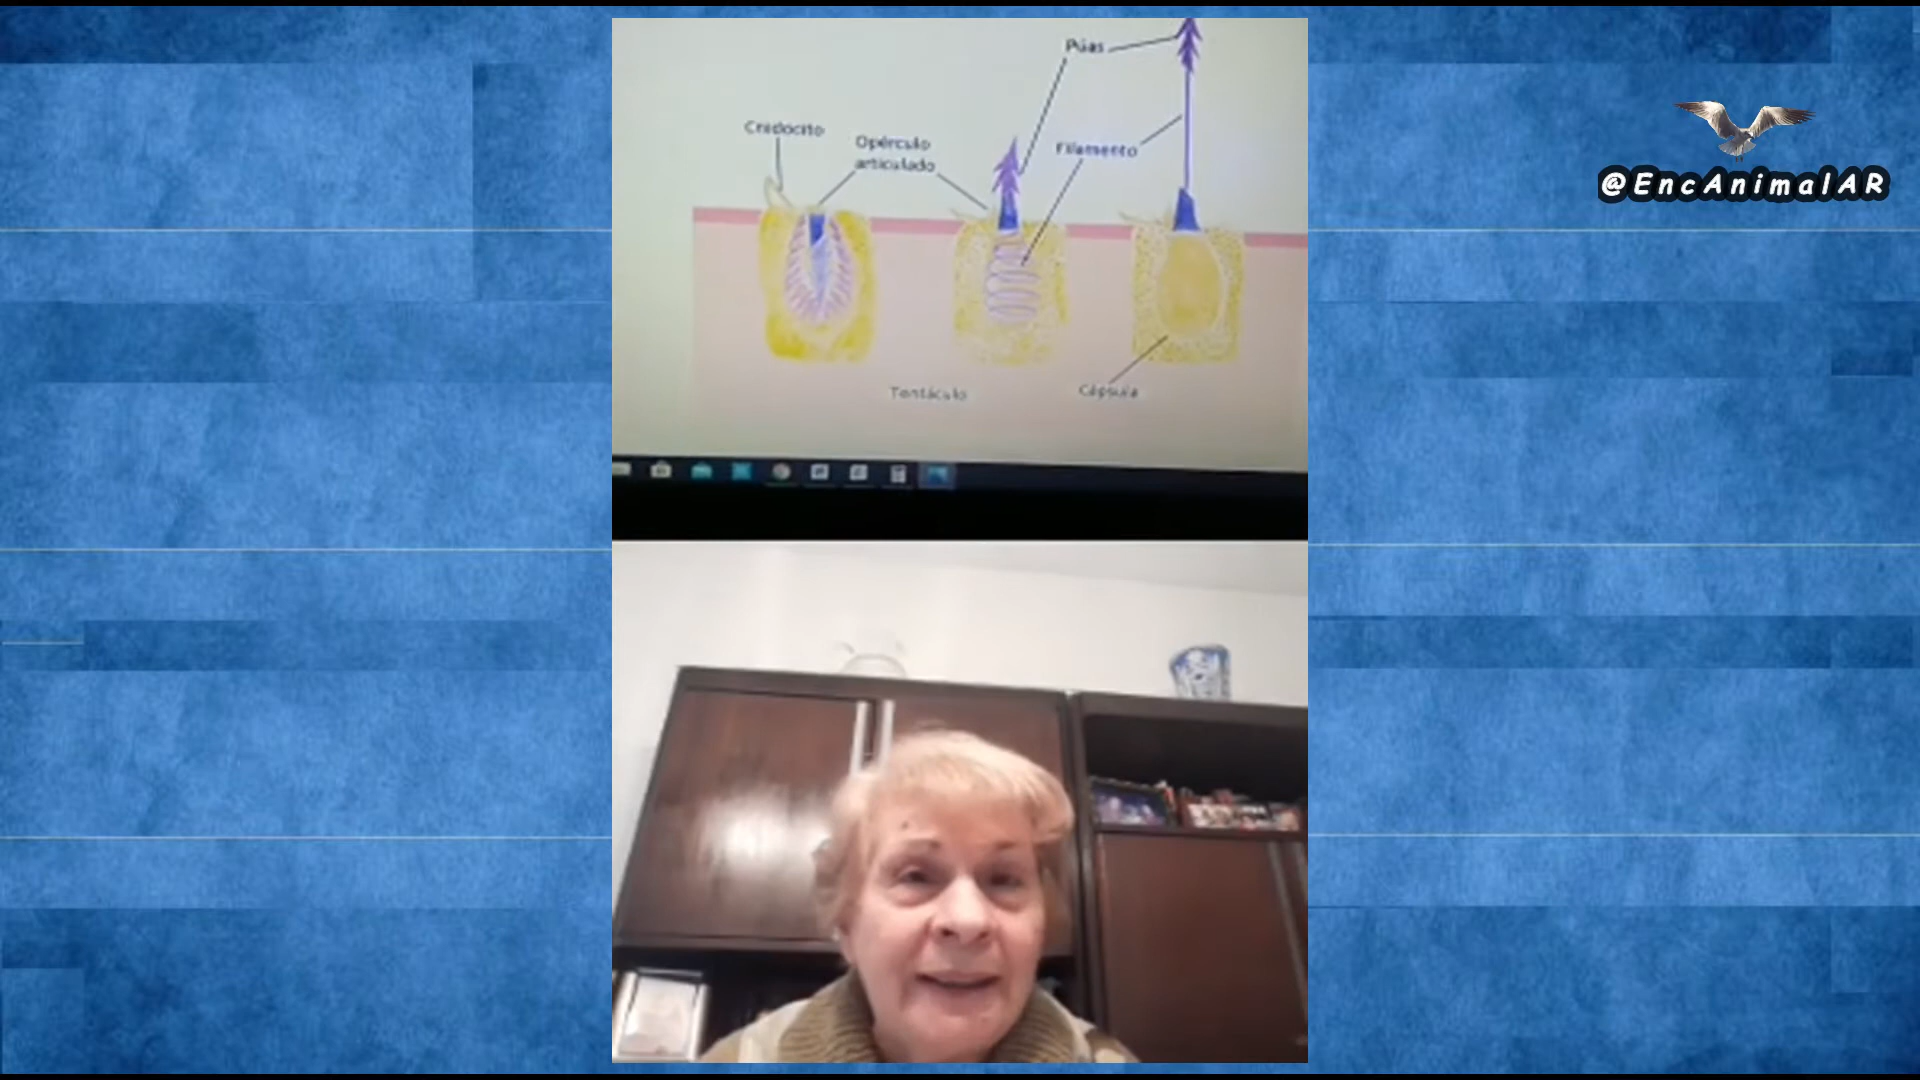 Púas
Cnidocito
Opérculo
articulado
Filamento
Tentáculo
Cápsula
@EncAnimalAR